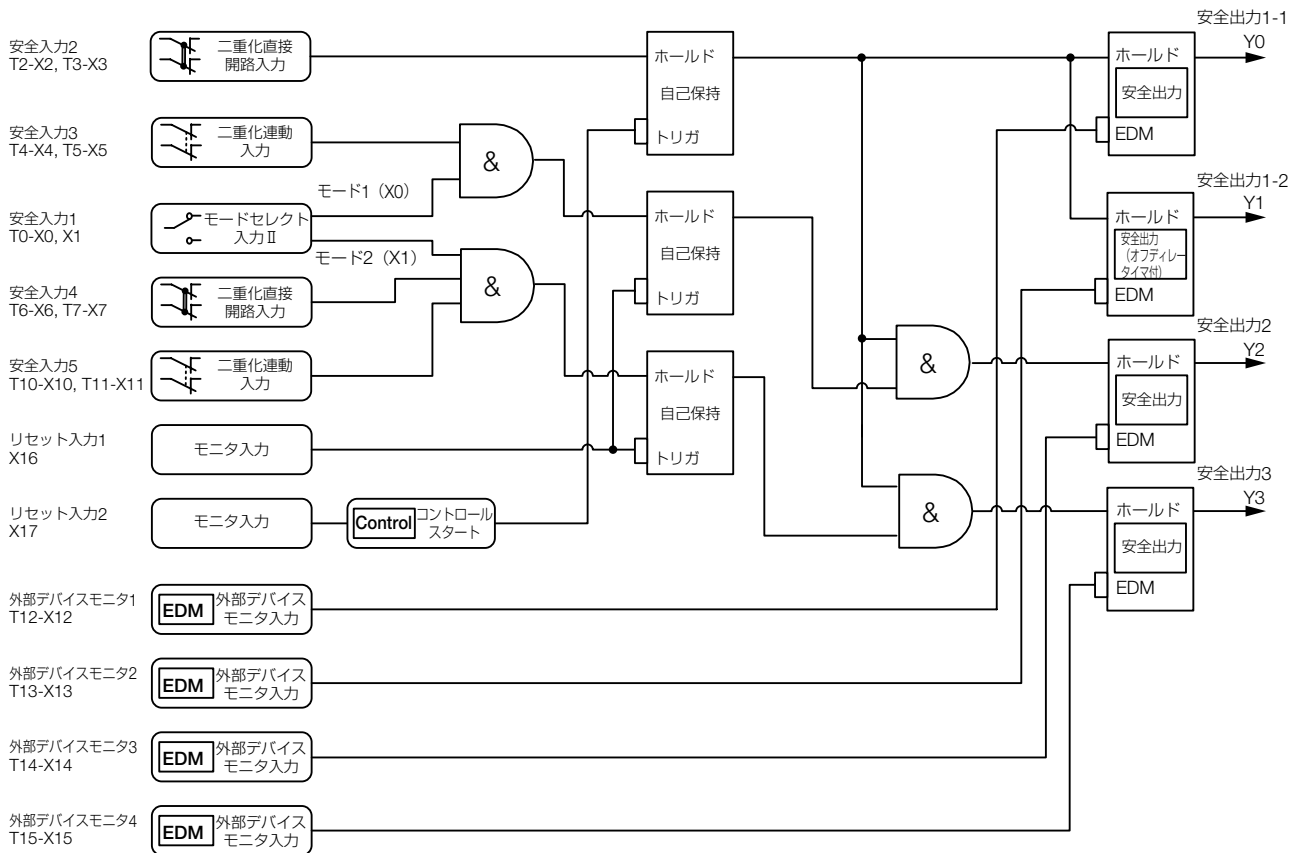 安全入力2
T2-X2, T3-X3
二重化直接
開路入力
安全入力3
T4-X4, T5-X5
二重化連動
入力
安全入力1
T0-X0, X1
モードセレクト
入力Ⅱ
モード1（X0）
モード2（X1）
安全入力4
T6-X6, T7-X7
二重化直接
開路入力
安全入力5
T10-X10, T11-X11
二重化連動
入力
リセット入力1
X16
モニタ入力
リセット入力2
X17
モニタ入力
Control
コントロール
スタート
外部デバイスモニタ1
T12-X12
EDM
外部デバイス
モニタ入力
外部デバイスモニタ2
T13-X13
EDM
外部デバイス
モニタ入力
外部デバイスモニタ3
T14-X14
EDM
外部デバイス
モニタ入力
外部デバイスモニタ4
T15-X15
EDM
外部デバイス
モニタ入力
&
&
ホールド
自己保持
トリガ
ホールド
自己保持
トリガ
ホールド
自己保持
トリガ
&
&
安全出力1-1
Y0
ホールド
安全出力
EDM
安全出力1-2
Y1
ホールド
安全出力
（オフディレー
タイマ付）
EDM
安全出力2
Y2
ホールド
安全出力
EDM
安全出力3
Y3
ホールド
安全出力
EDM